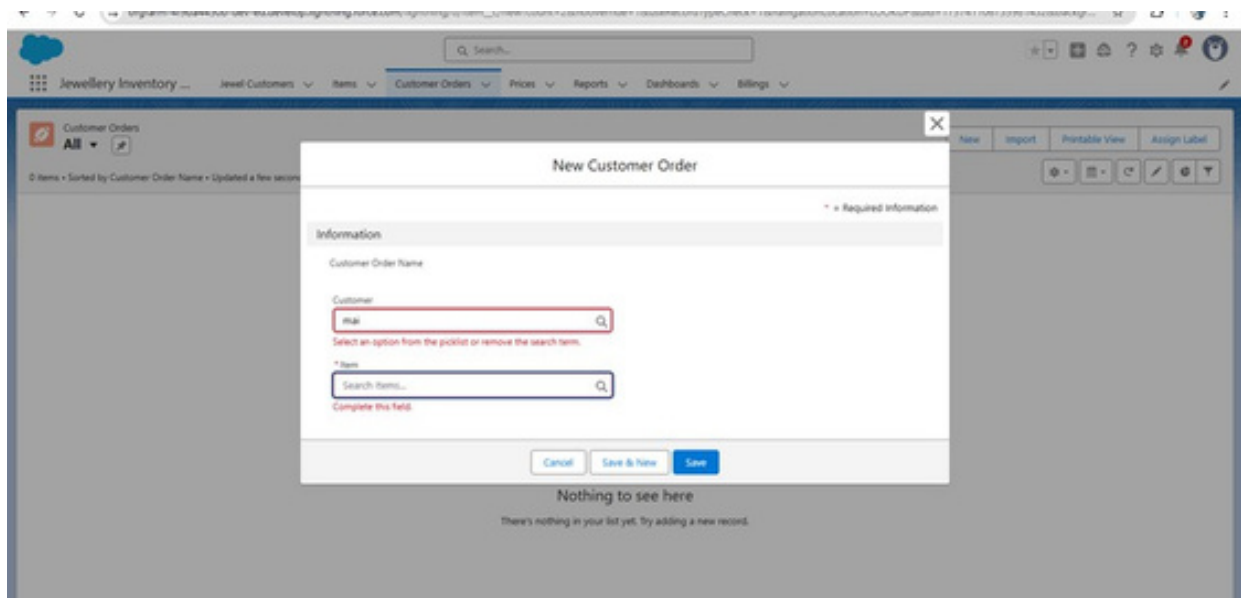 Search...
Jewellery Inventory ... Jewel Customers Items Customer Orders Prices Reports Dashboards Billings
Customer Orders
All
New Import Printable View Assign Label
0 items • Sorted by Customer Order Name • Updated a few
New Customer Order
* = Required Information
Information
Customer Order Name
Customer
mai
Select an option from the picklist or remove the search term.
* Item
Search Items...
Complete this field.
Cancel Save & New Save
Nothing to see here
There's nothing in your list yet. Try adding a new record.